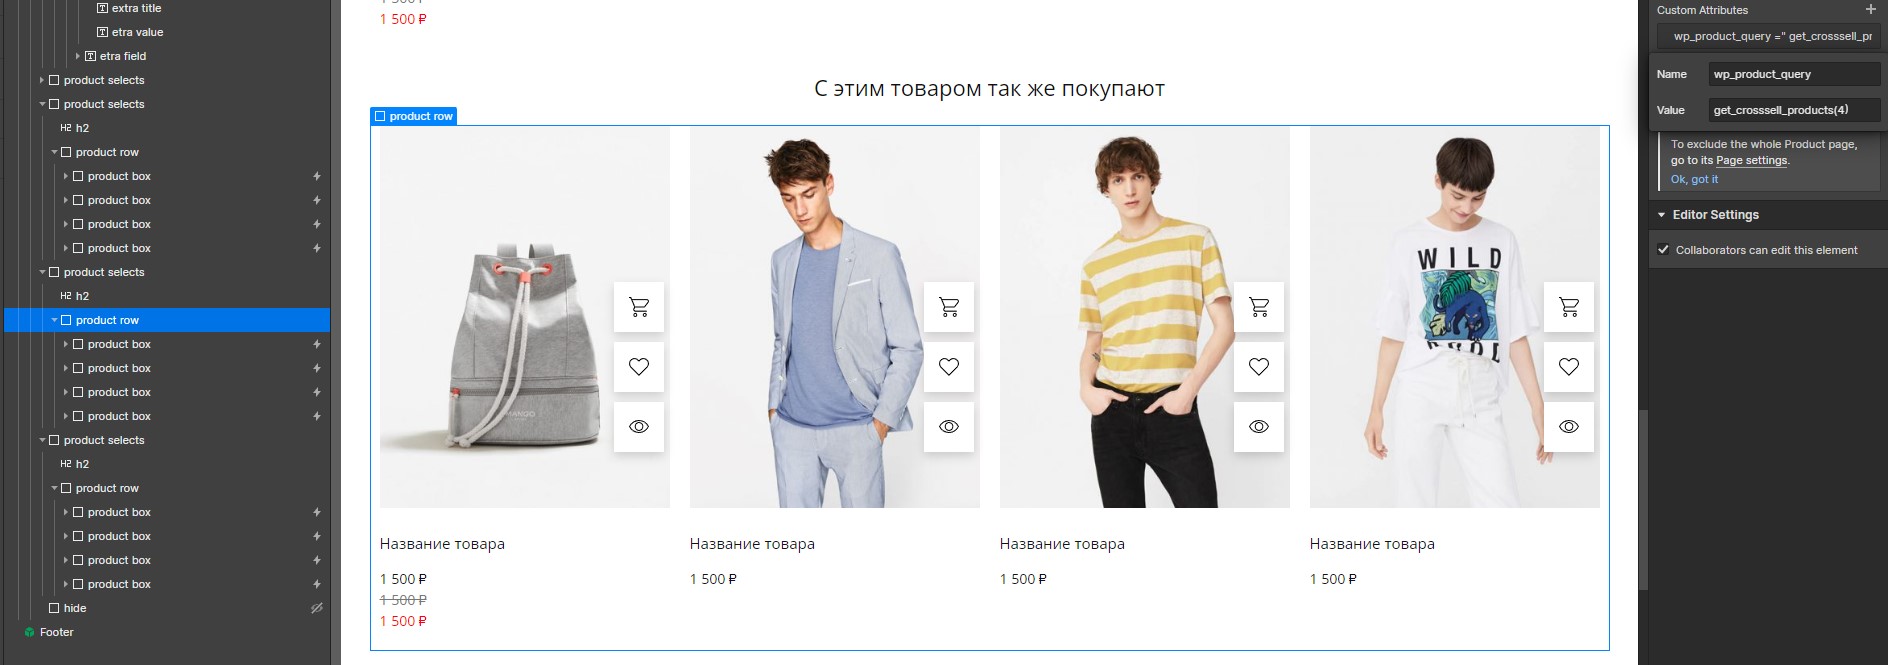 extra title
etra value
etra field
product selects
product selects
H2 h2
product row
product box
product box
product box
product box
product selects
H2 h2
product row
product box
product box
product box
product box
product selects
H2 h2
product row
product box
product box
product box
product box
hide
Footer
1 500 ₽
С этим товаром так же покупают
product row
MANGO
WILD
Название товара
1 500 ₽
1 500 ₽
1 500 ₽
Название товара
1 500 ₽
Название товара
1 500 ₽
Название товара
1 500 ₽
Custom Attributes
wp_product_query =" get_crosssell_pr
Name
wp_product_query
Value
get_crosssell_products(4)
To exclude the whole Product page,
go to its Page settings.
Ok, got it
Editor Settings
Collaborators can edit this element